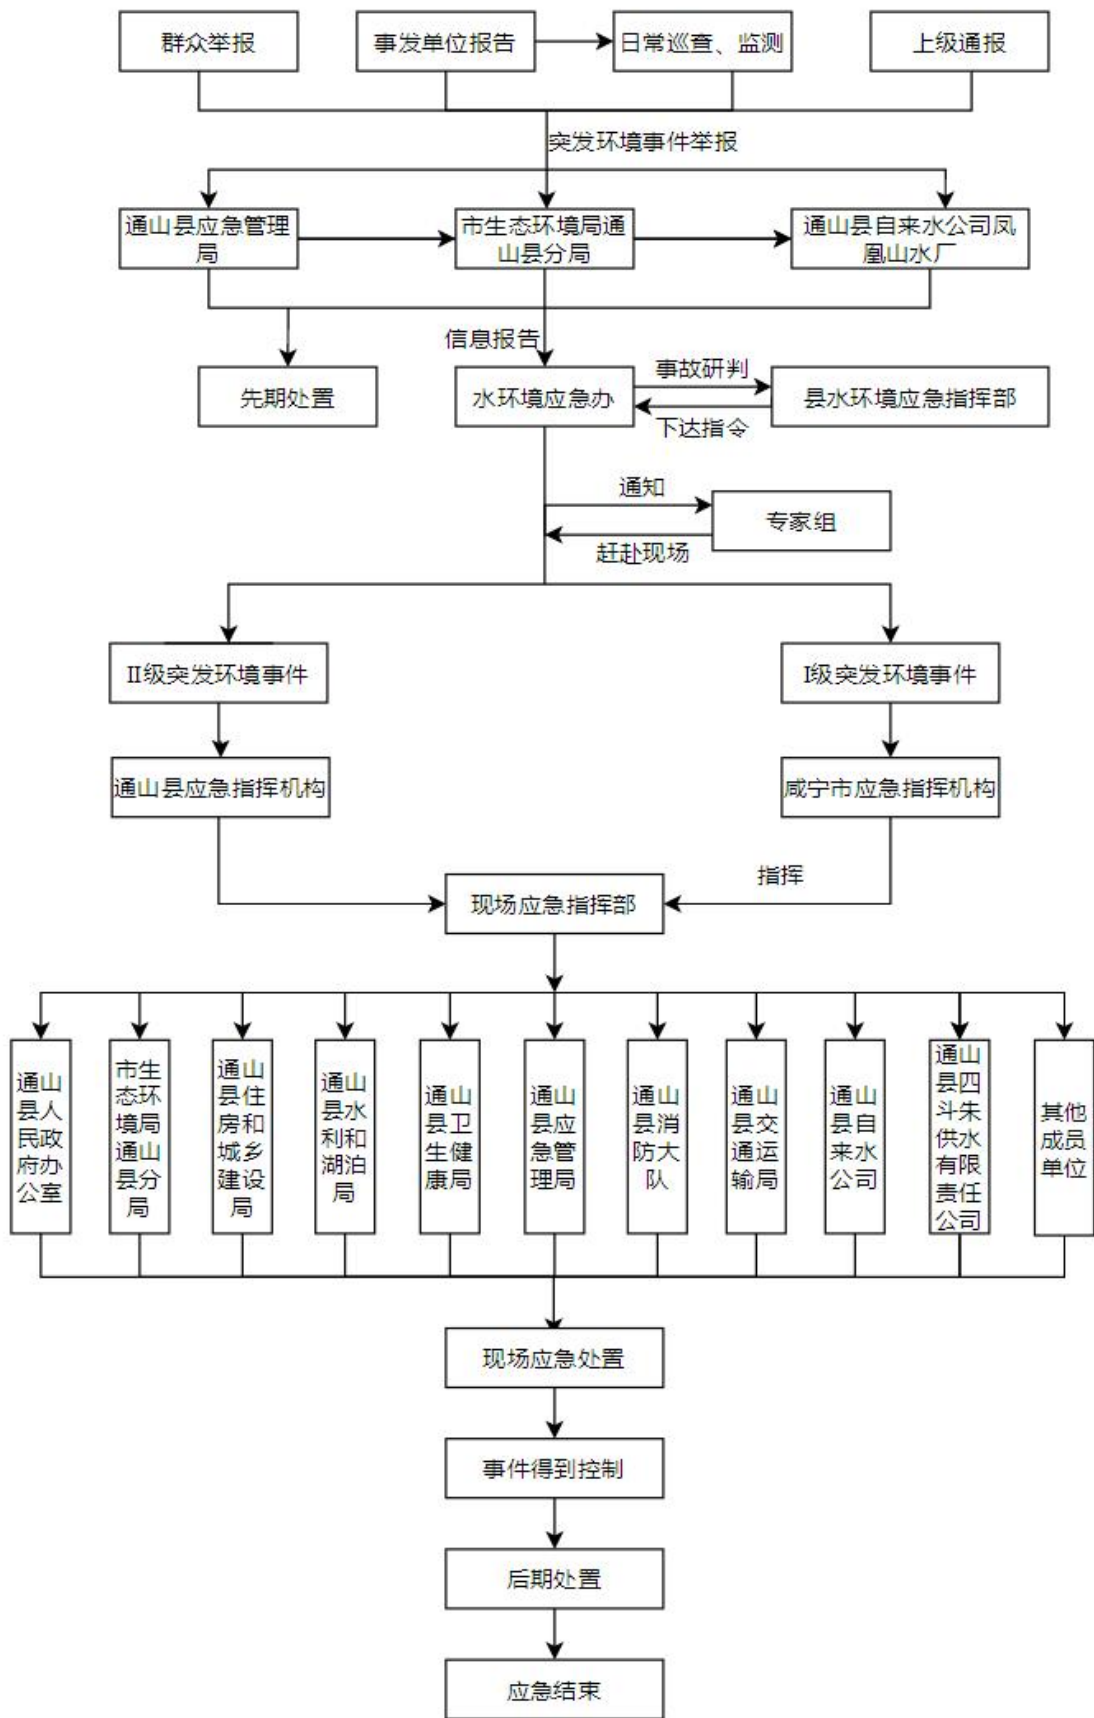 群众举报
事发单位报告
日常巡查、监测
上级通报
突发环境事件举报
通山县应急管理
局
市生态环境局通
山县分局
通山县自来水公司凤
凰山水厂
信息报告
先期处置
水环境应急办
事故研判
下达指令
县水环境应急指挥部
通知
专家组
赶赴现场
II级突发环境事件
I级突发环境事件
通山县应急指挥机构
咸宁市应急指挥机构
指挥
现场应急指挥部
通山
县人
民政
府办
公室
市生
态环
境局
通山
县分
局
通山
县住
房和
城乡
建设
局
通山
县水
利和
湖泊
局
通山
县卫
生健
康局
通山
县应
急管
理局
通山
县消
防大
队
通山
县交
通运
输局
通山
县自
来水
公司
通山
县四
斗朱
供水
有限
责任
公司
其他
成员
单位
现场应急处置
事件得到控制
后期处置
应急结束